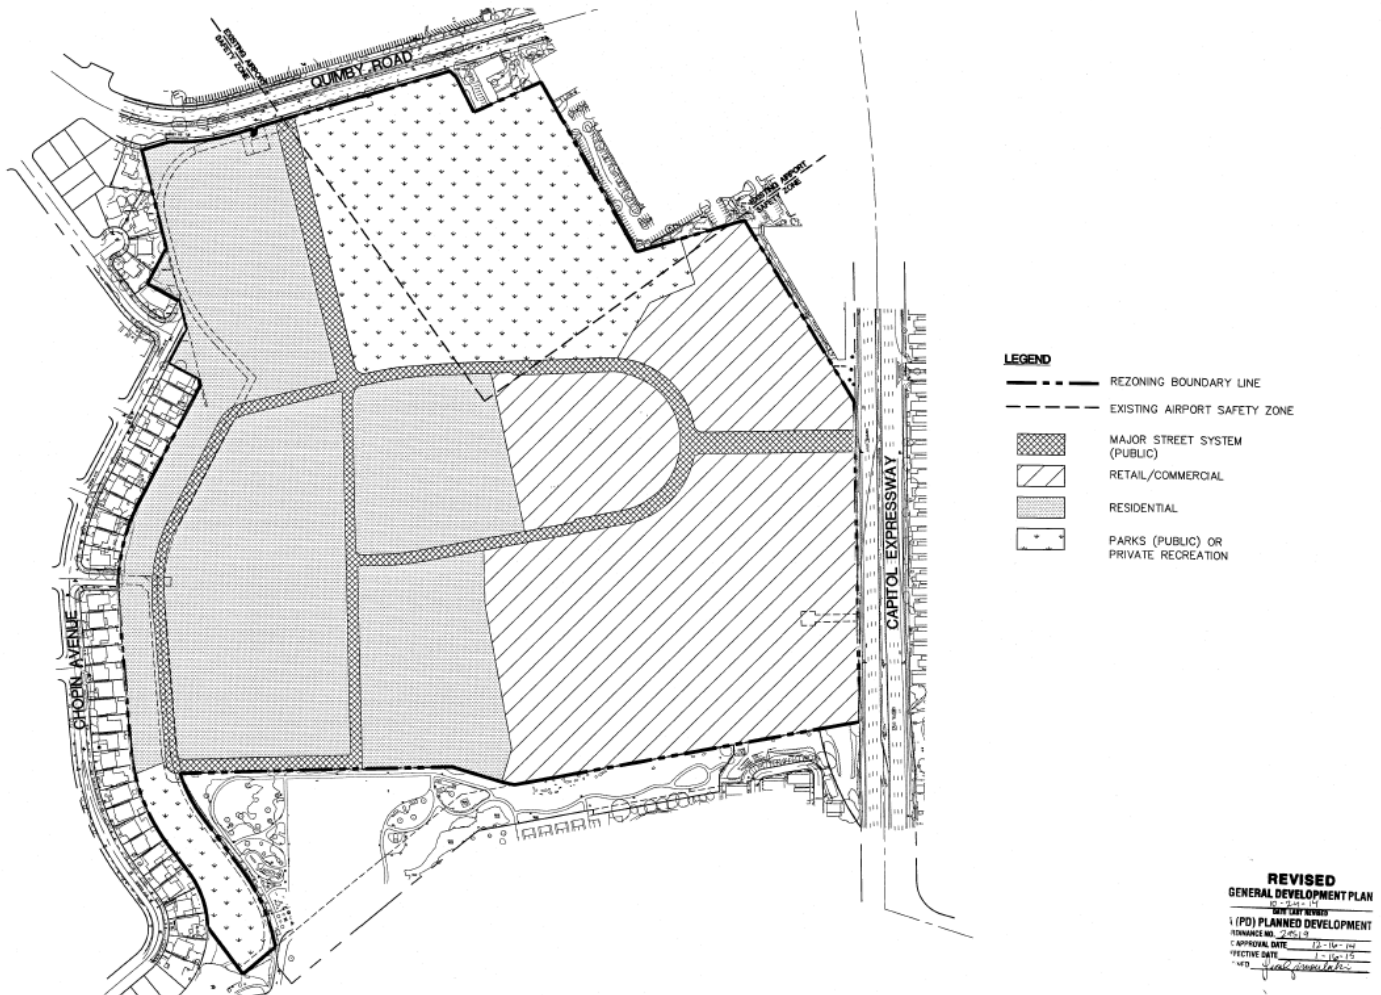 EXISTING AIRPORT
SAFETY ZONE
QUIMBY ROAD
EXISTING AIRPORT
SAFETY ZONE
CAPITOL EXPRESSWAY
CHOPIN AVENUE
LEGEND
REZONING BOUNDARY LINE
EXISTING AIRPORT SAFETY ZONE
MAJOR STREET SYSTEM
(PUBLIC)
RETAIL/COMMERCIAL
RESIDENTIAL
PARKS (PUBLIC) OR
PRIVATE RECREATION
REVISED
GENERAL DEVELOPMENT PLAN
10-24-14
DATE LAST REVISED
(PD) PLANNED DEVELOPMENT
NO. 29519
APPROVAL DATE 12-16-14
DATE 1-16-15